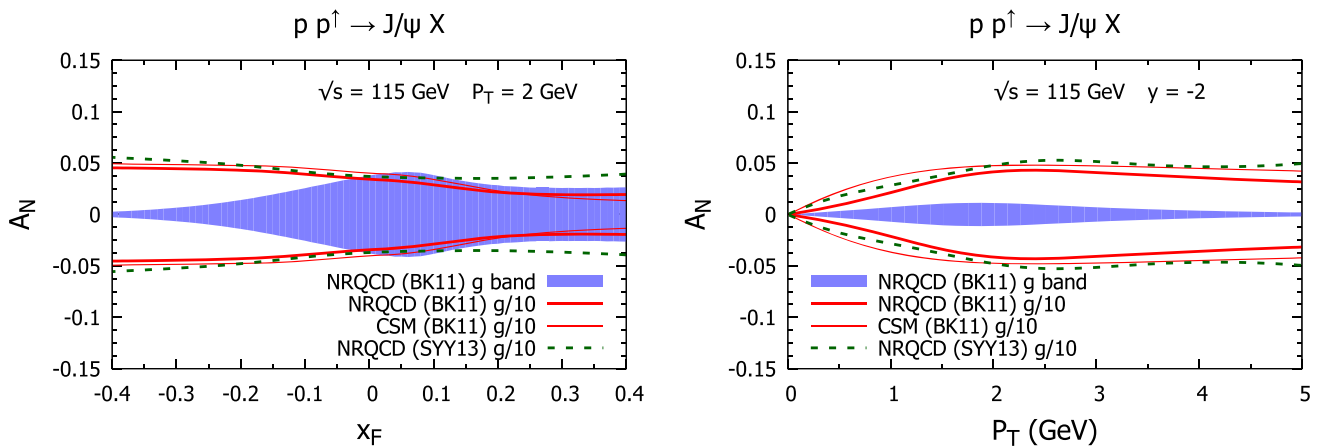 p p↑ → J/ψ X
0.15
0.1
0.05
0
-0.05
-0.1
-0.15
A_N
√s = 115 GeV P_T = 2 GeV
NRQCD (BK11) g band
NRQCD (BK11) g/10
CSM (BK11) g/10
NRQCD (SYY13) g/10
-0.4 -0.3 -0.2 -0.1 0 0.1 0.2 0.3 0.4
x_F
p p↑ → J/ψ X
0.15
0.1
0.05
0
-0.05
-0.1
-0.15
A_N
√s = 115 GeV y = -2
NRQCD (BK11) g band
NRQCD (BK11) g/10
CSM (BK11) g/10
NRQCD (SYY13) g/10
0 1 2 3 4 5
P_T (GeV)